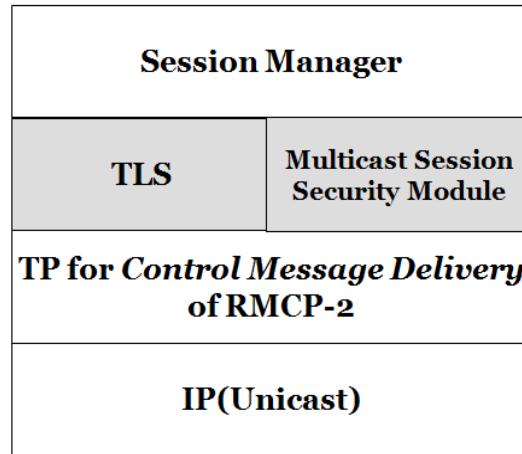 Session Manager
TLS
Multicast Session
Security Module
TP for Control Message Delivery
of RMCP-2
IP(Unicast)